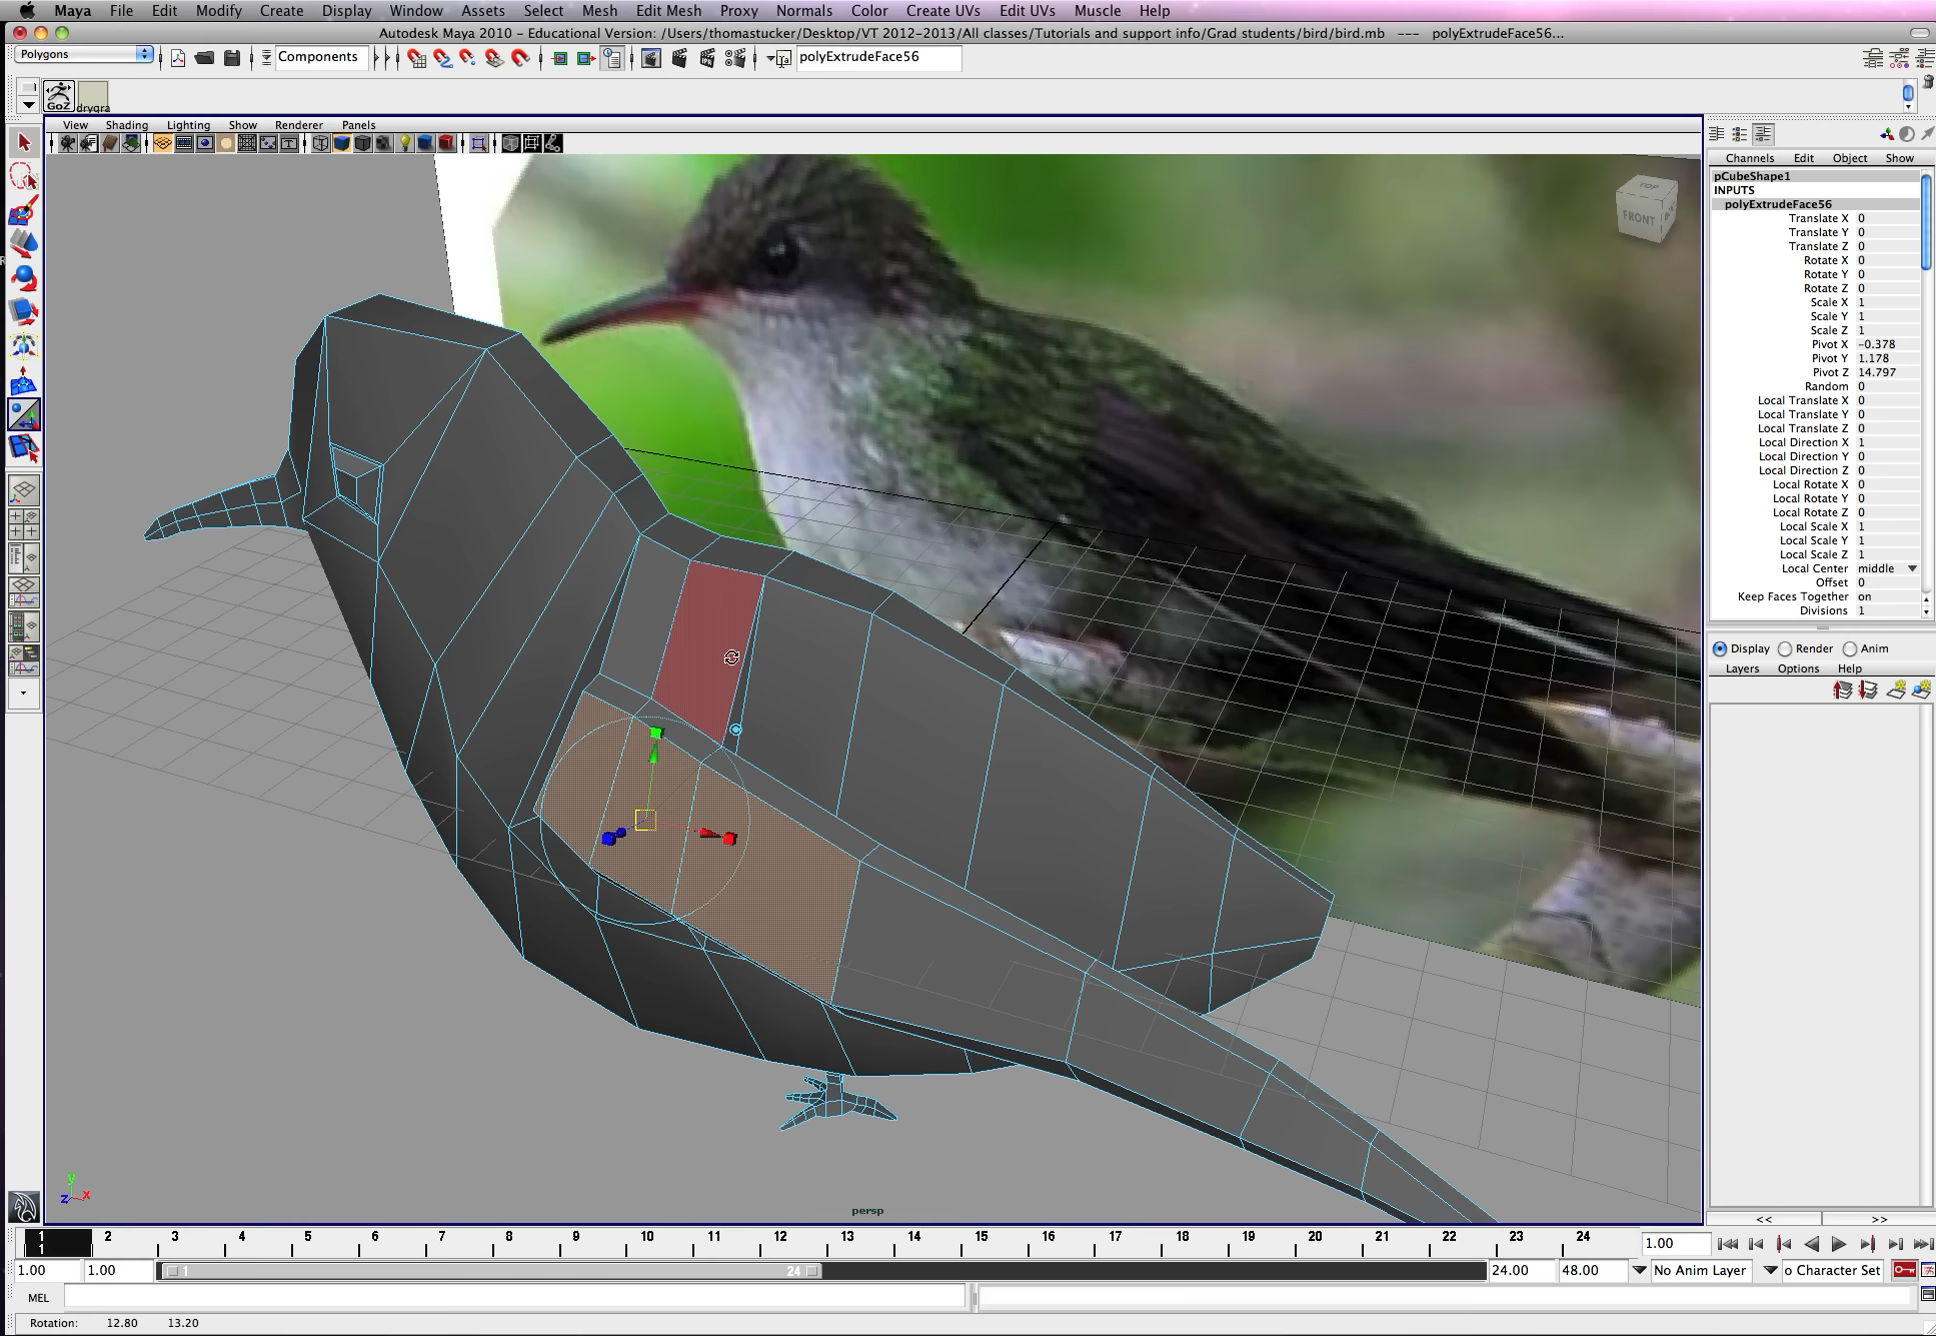 Maya File Edit Modify Create Display Window Assets Select Mesh Edit Mesh Proxy Normals Color Create UVs Edit UVs Muscle Help
Autodesk Maya 2010 - Educational Version: /Users/thomastucker/Desktop/VT 2012-2013/All classes/Tutorials and support info/Grad students/bird/bird.mb --- polyExtrudeFace56...
Polygons Components polyExtrudeFace56
GoZ drygra
View Shading Lighting Show Renderer Panels
Channels Edit Object Show
pCubeShape1
INPUTS
polyExtrudeFace56
Translate X 0
Translate Y 0
Translate Z 0
Rotate X 0
Rotate Y 0
Rotate Z 0
Scale X 1
Scale Y 1
Scale Z 1
Pivot X -0.378
Pivot Y 1.178
Pivot Z 14.797
Random 0
Local Translate X 0
Local Translate Y 0
Local Translate Z 0
Local Direction X 1
Local Direction Y 0
Local Direction Z 0
Local Rotate X 0
Local Rotate Y 0
Local Rotate Z 0
Local Scale X 1
Local Scale Y 1
Local Scale Z 1
Local Center middle
Offset 0
Keep Faces Together on
Divisions 1
Display Render Anim
Layers Options Help
TOP
FRONT
y
z x
persp
<< >>
1 2 3 4 5 6 7 8 9 10 11 12 13 14 15 16 17 18 19 20 21 22 23 24 1.00
1
1.00 1.00 1 24 24.00 48.00 No Anim Layer o Character Set
MEL
Rotation: 12.80 13.20